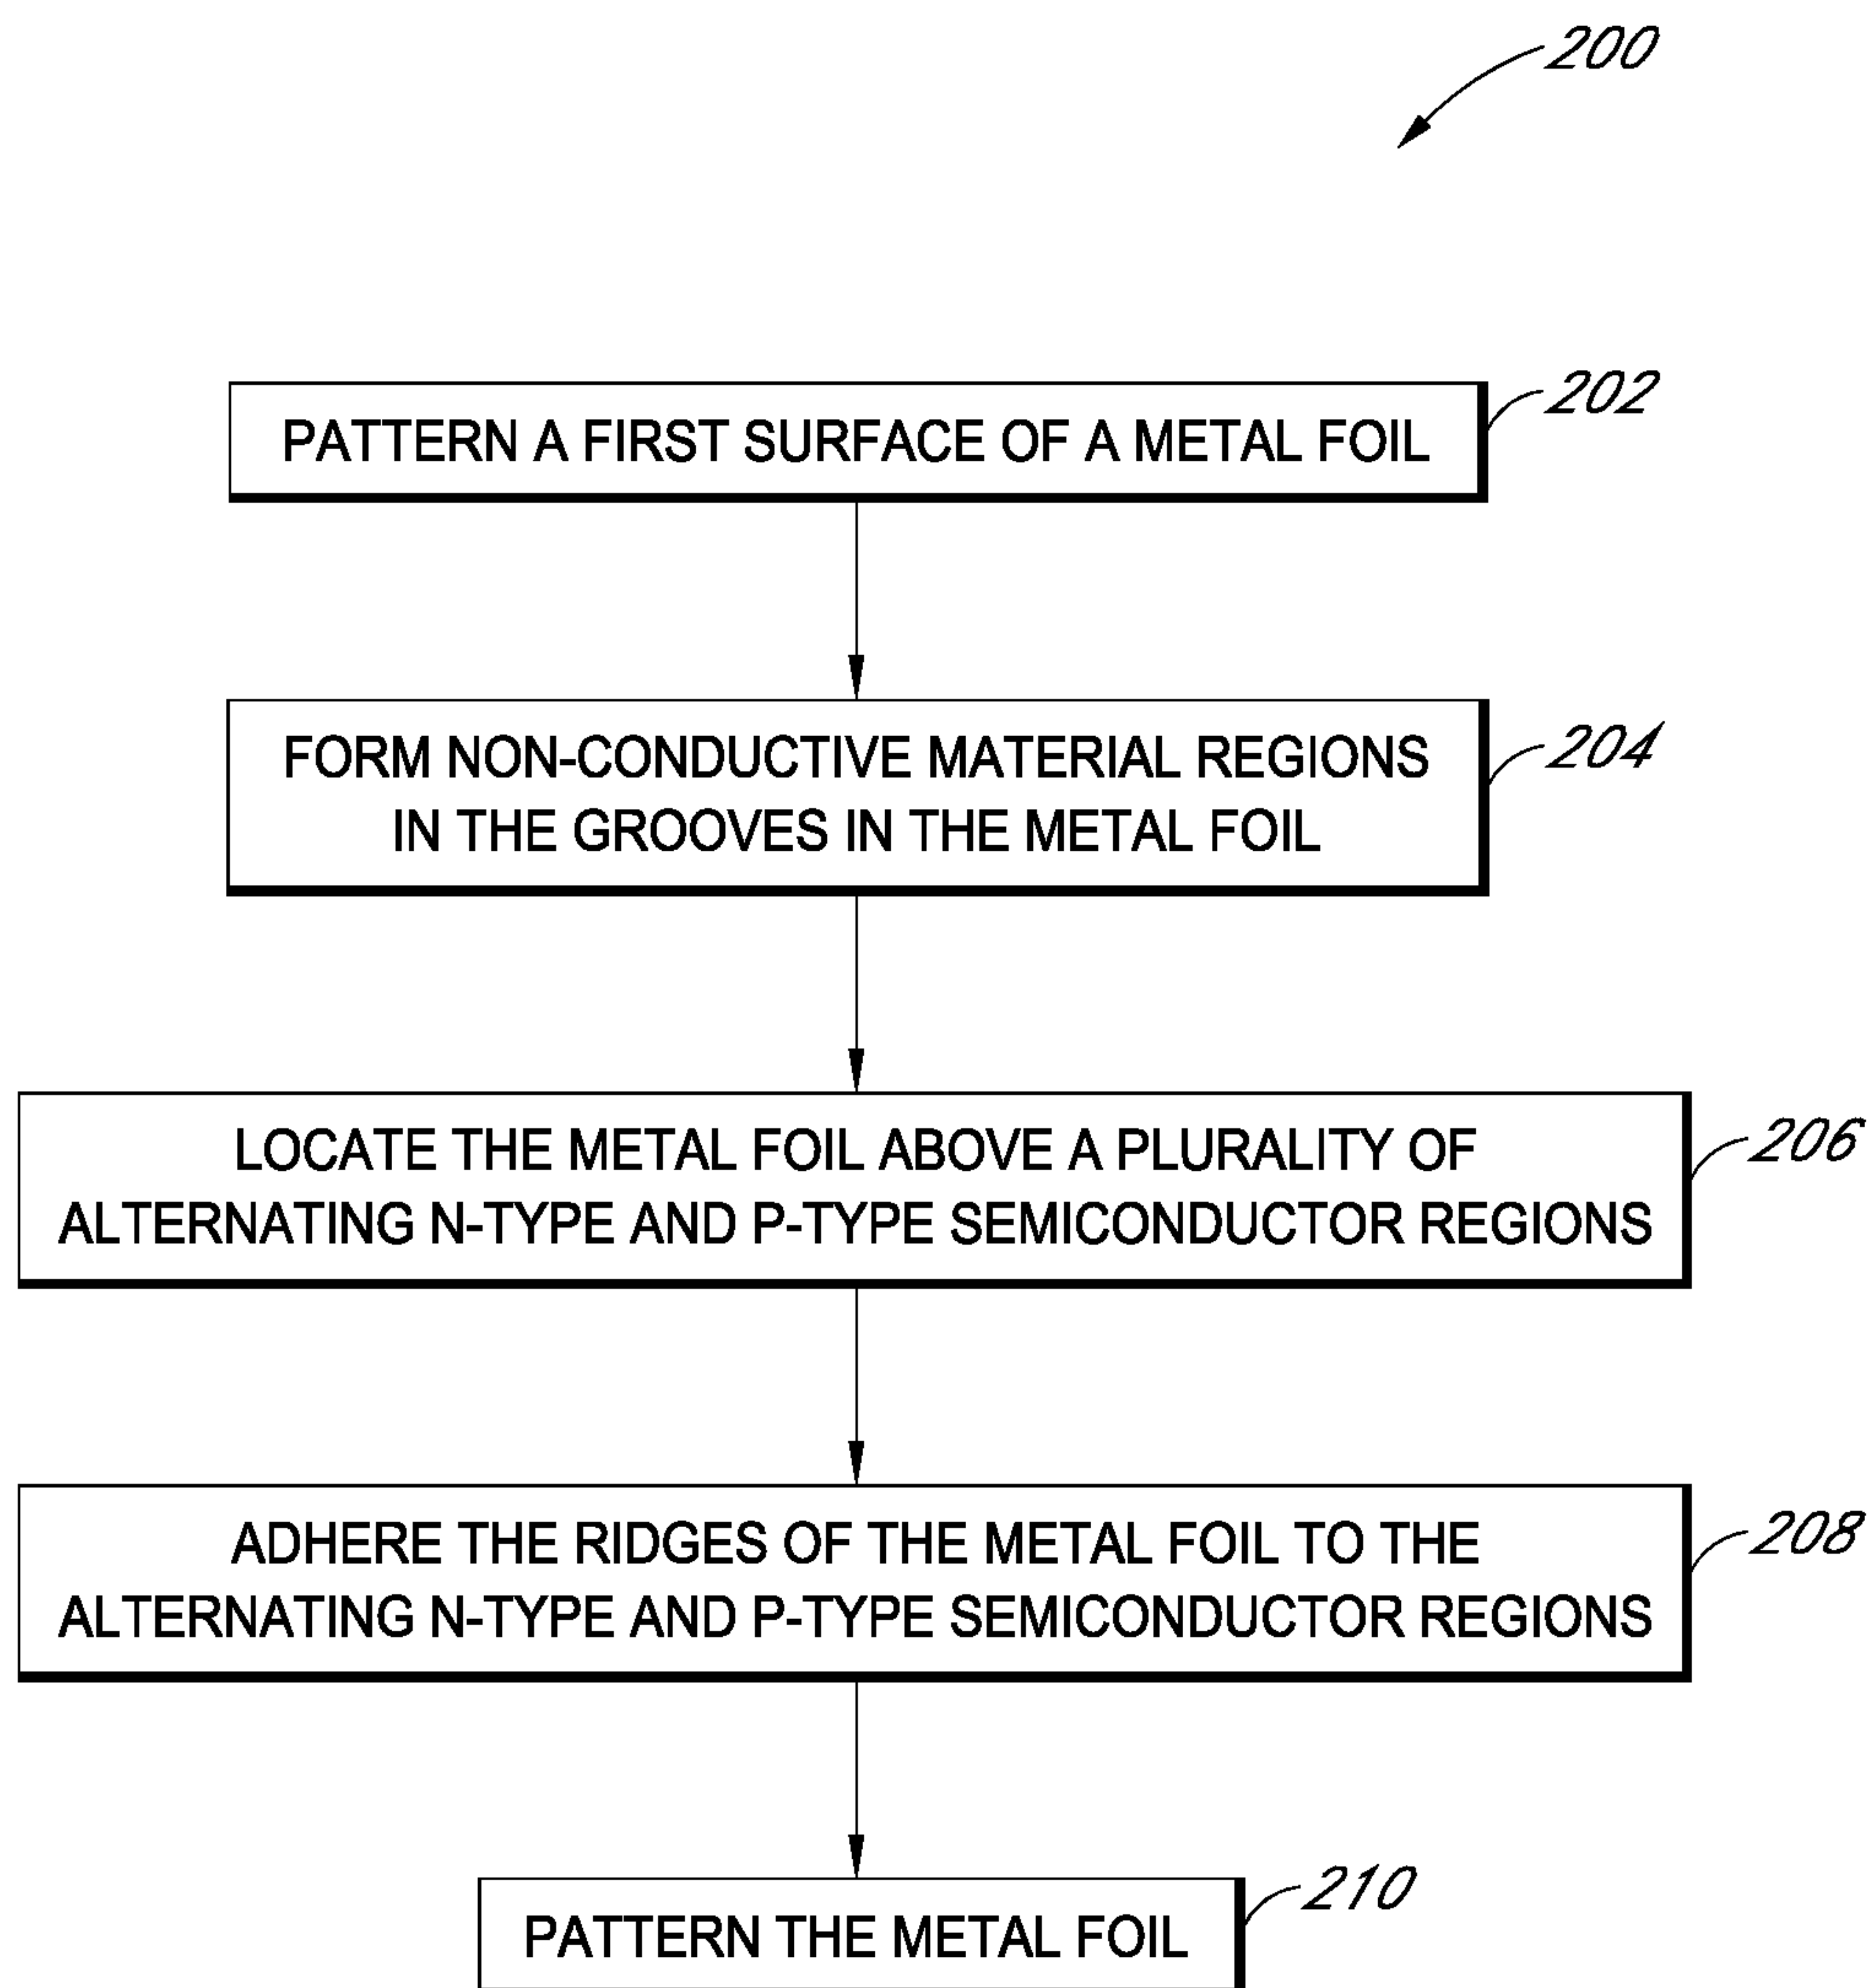 200
PATTERN A FIRST SURFACE OF A METAL FOIL
202
FORM NON-CONDUCTIVE MATERIAL REGIONS
IN THE GROOVES IN THE METAL FOIL
204
LOCATE THE METAL FOIL ABOVE A PLURALITY OF
ALTERNATING N-TYPE AND P-TYPE SEMICONDUCTOR REGIONS
206
ADHERE THE RIDGES OF THE METAL FOIL TO THE
ALTERNATING N-TYPE AND P-TYPE SEMICONDUCTOR REGIONS
208
PATTERN THE METAL FOIL
210